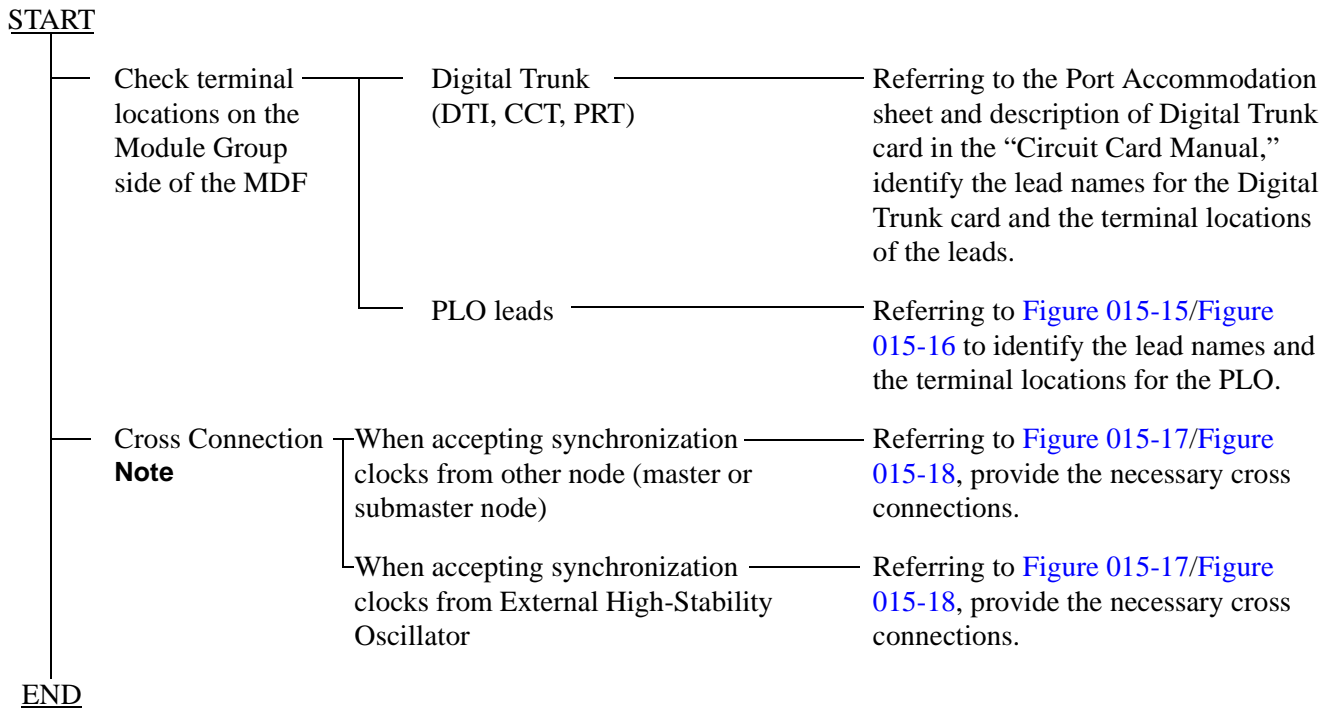 START
Check terminal
locations on the
Module Group
side of the MDF
Digital Trunk
(DTI, CCT, PRT)
Referring to the Port Accommodation
sheet and description of Digital Trunk
card in the “Circuit Card Manual,”
identify the lead names for the Digital
Trunk card and the terminal locations
of the leads.
PLO leads
Referring to Figure 015-15/Figure
015-16 to identify the lead names and
the terminal locations for the PLO.
Cross Connection
Note
When accepting synchronization
clocks from other node (master or
submaster node)
Referring to Figure 015-17/Figure
015-18, provide the necessary cross
connections.
When accepting synchronization
clocks from External High-Stability
Oscillator
Referring to Figure 015-17/Figure
015-18, provide the necessary cross
connections.
END